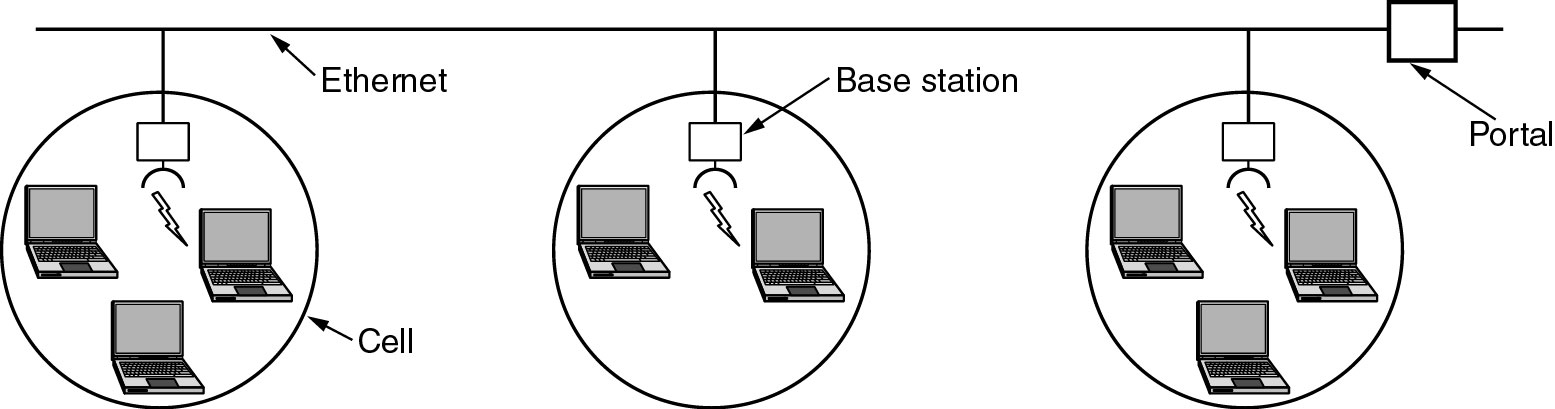 Ethernet
Base station
Portal
Cell